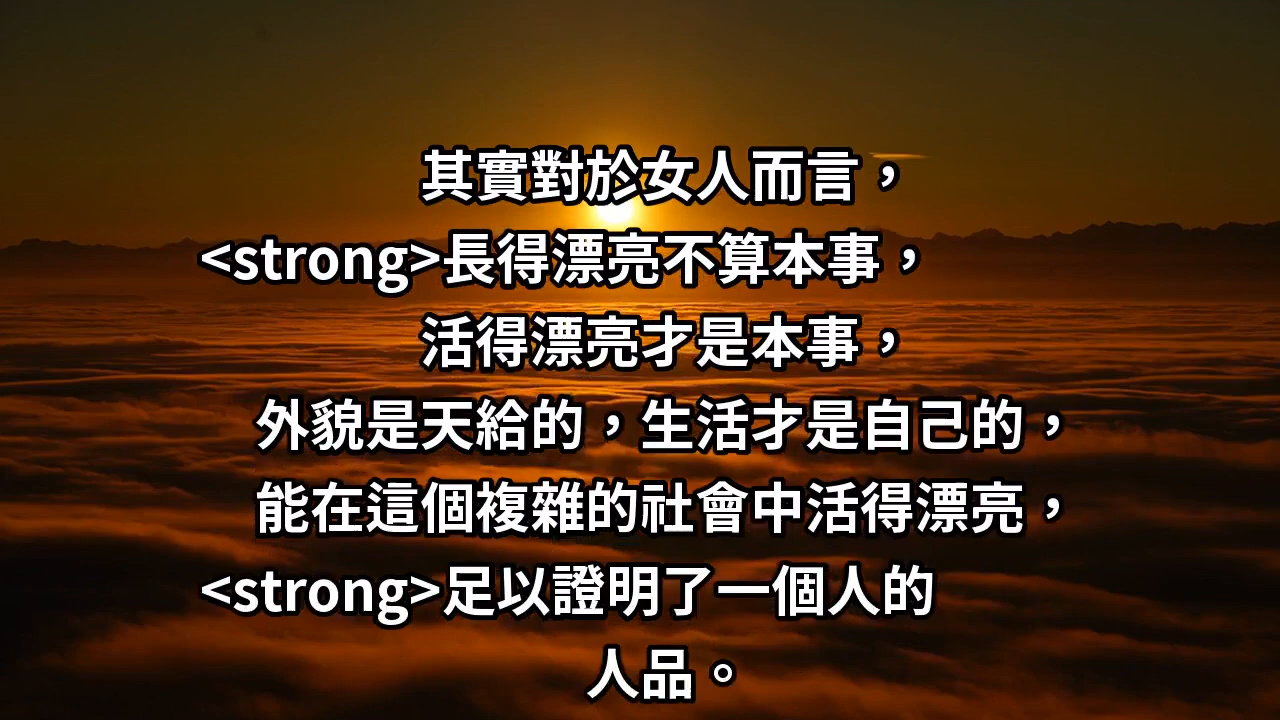 其實對於女人而言，
<strong>長得漂亮不算本事，
活得漂亮才是本事，
外貌是天給的，生活才是自己的，
能在這個複雜的社會中活得漂亮，
<strong>足以證明了一個人的
人品。